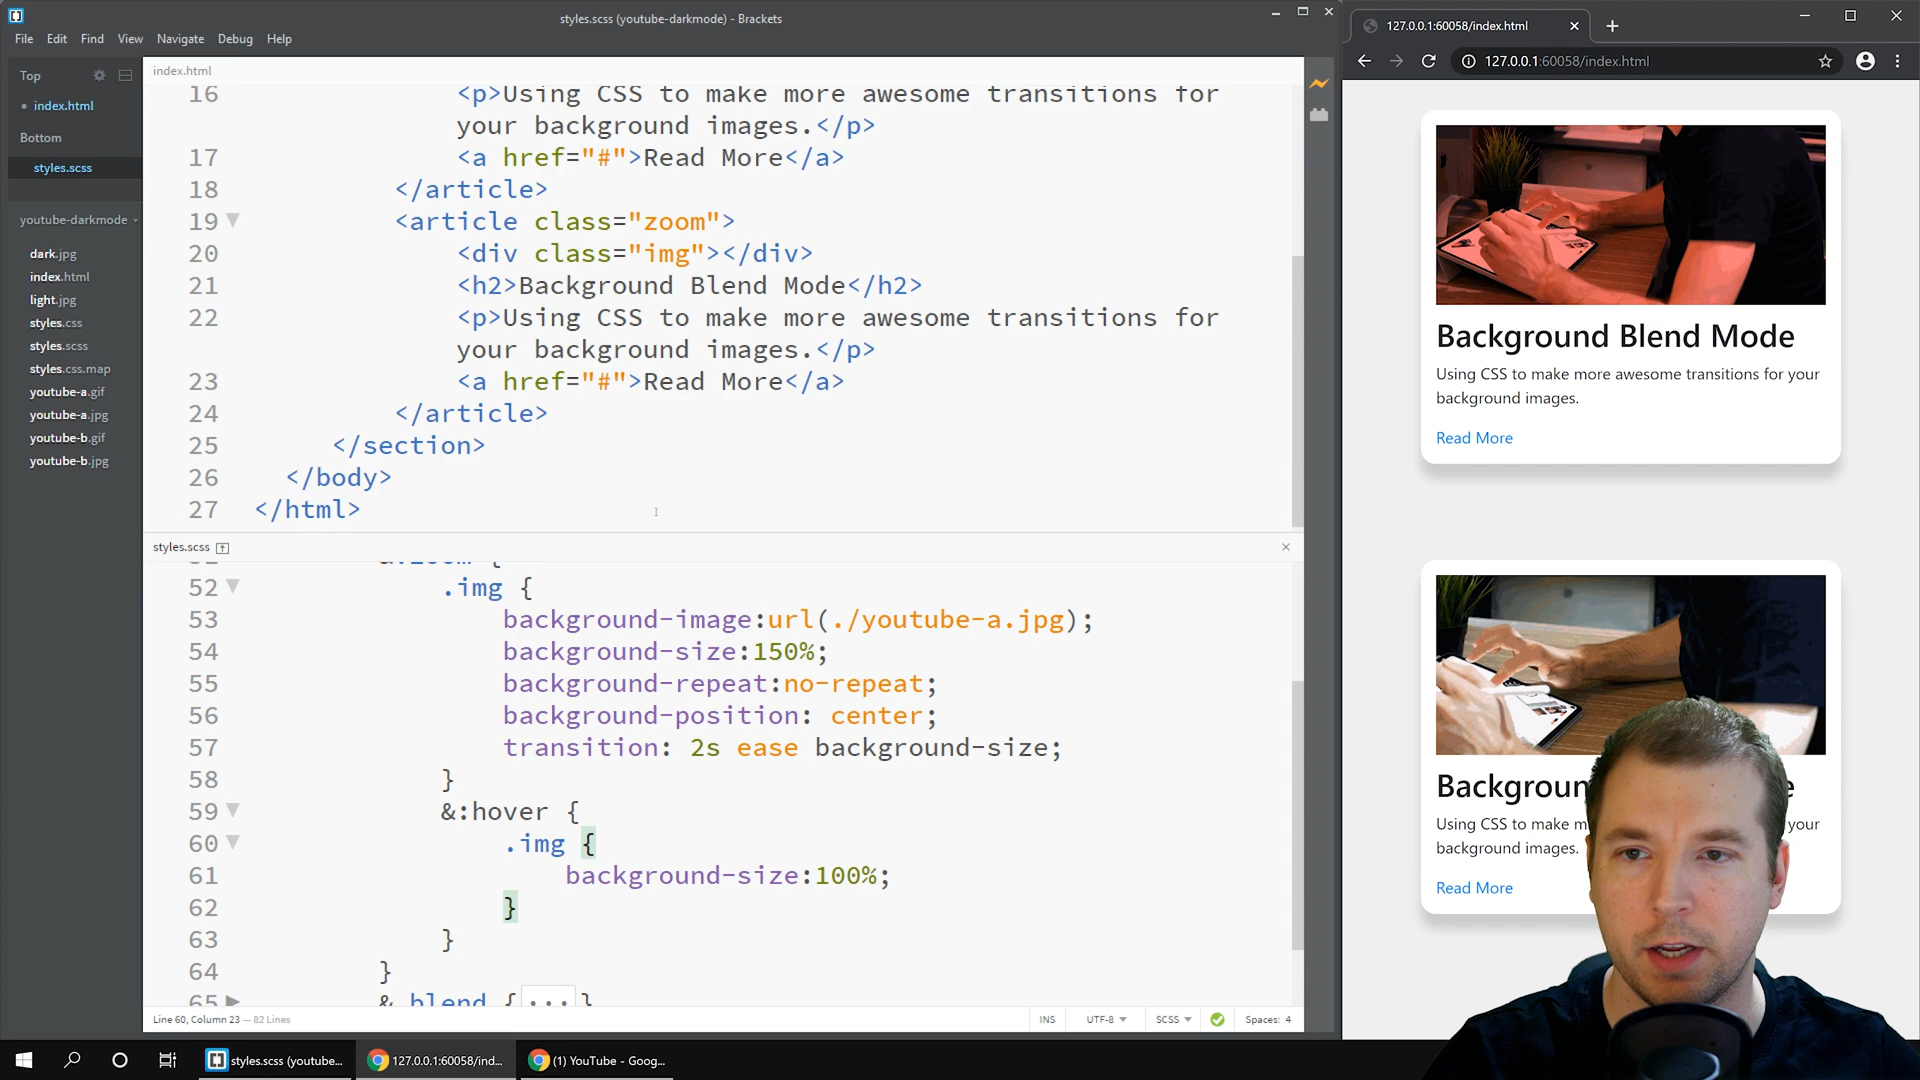 styles.scss (youtube-darkmode) - Brackets
File Edit Find View Navigate Debug Help
Top
index.html
Bottom
styles.scss
youtube-darkmode
dark.jpg
index.html
light.jpg
styles.css
styles.scss
styles.css.map
youtube-a.gif
youtube-a.jpg
youtube-b.gif
youtube-b.jpg
index.html
16 <p>Using CSS to make more awesome transitions for
your background images.</p>
17 <a href="#">Read More</a>
18 </article>
19 <article class="zoom">
20 <div class="img"></div>
21 <h2>Background Blend Mode</h2>
22 <p>Using CSS to make more awesome transitions for
your background images.</p>
23 <a href="#">Read More</a>
24 </article>
25 </section>
26 </body>
27 </html>
styles.scss
52 .img {
53 background-image:url(./youtube-a.jpg);
54 background-size:150%;
55 background-repeat:no-repeat;
56 background-position: center;
57 transition: 2s ease background-size;
58 }
59 &:hover {
60 .img {
61 background-size:100%;
62 }
63 }
64 }
65 &.blend {...}
Line 60, Column 23 — 82 Lines
INS UTF-8 SCSS Spaces: 4
127.0.0.1:60058/index.html
127.0.0.1:60058/index.html
Background Blend Mode
Using CSS to make more awesome transitions for your
background images.
Read More
Using CSS to make your
background images.
Read More
styles.scss (youtube...
127.0.0.1:60058/ind...
(1) YouTube - Goog...